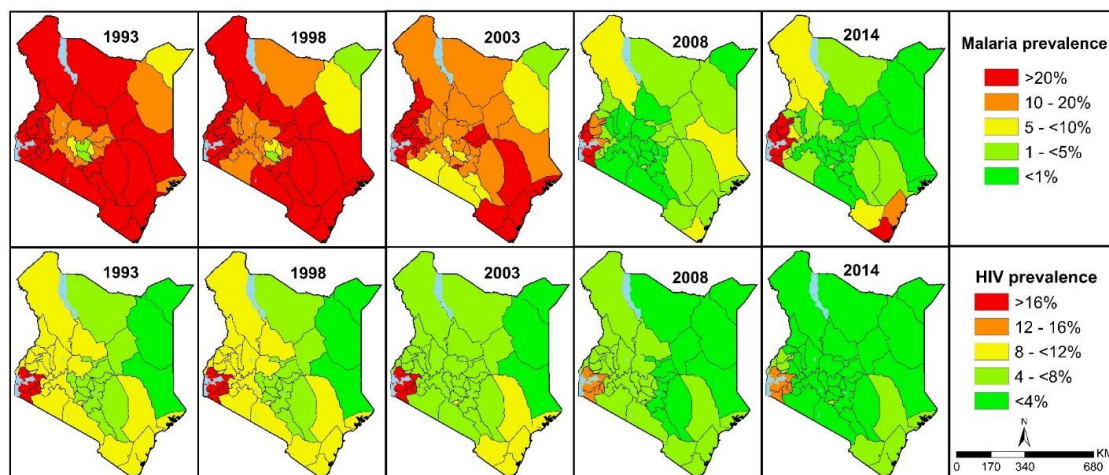 1993
1998
2003
2008
2014
Malaria prevalence
>20%
10 - 20%
5 - <10%
1 - <5%
<1%
1993
1998
2003
2008
2014
HIV prevalence
>16%
12 - 16%
8 - <12%
4 - <8%
<4%
N
KM
0 170 340 680